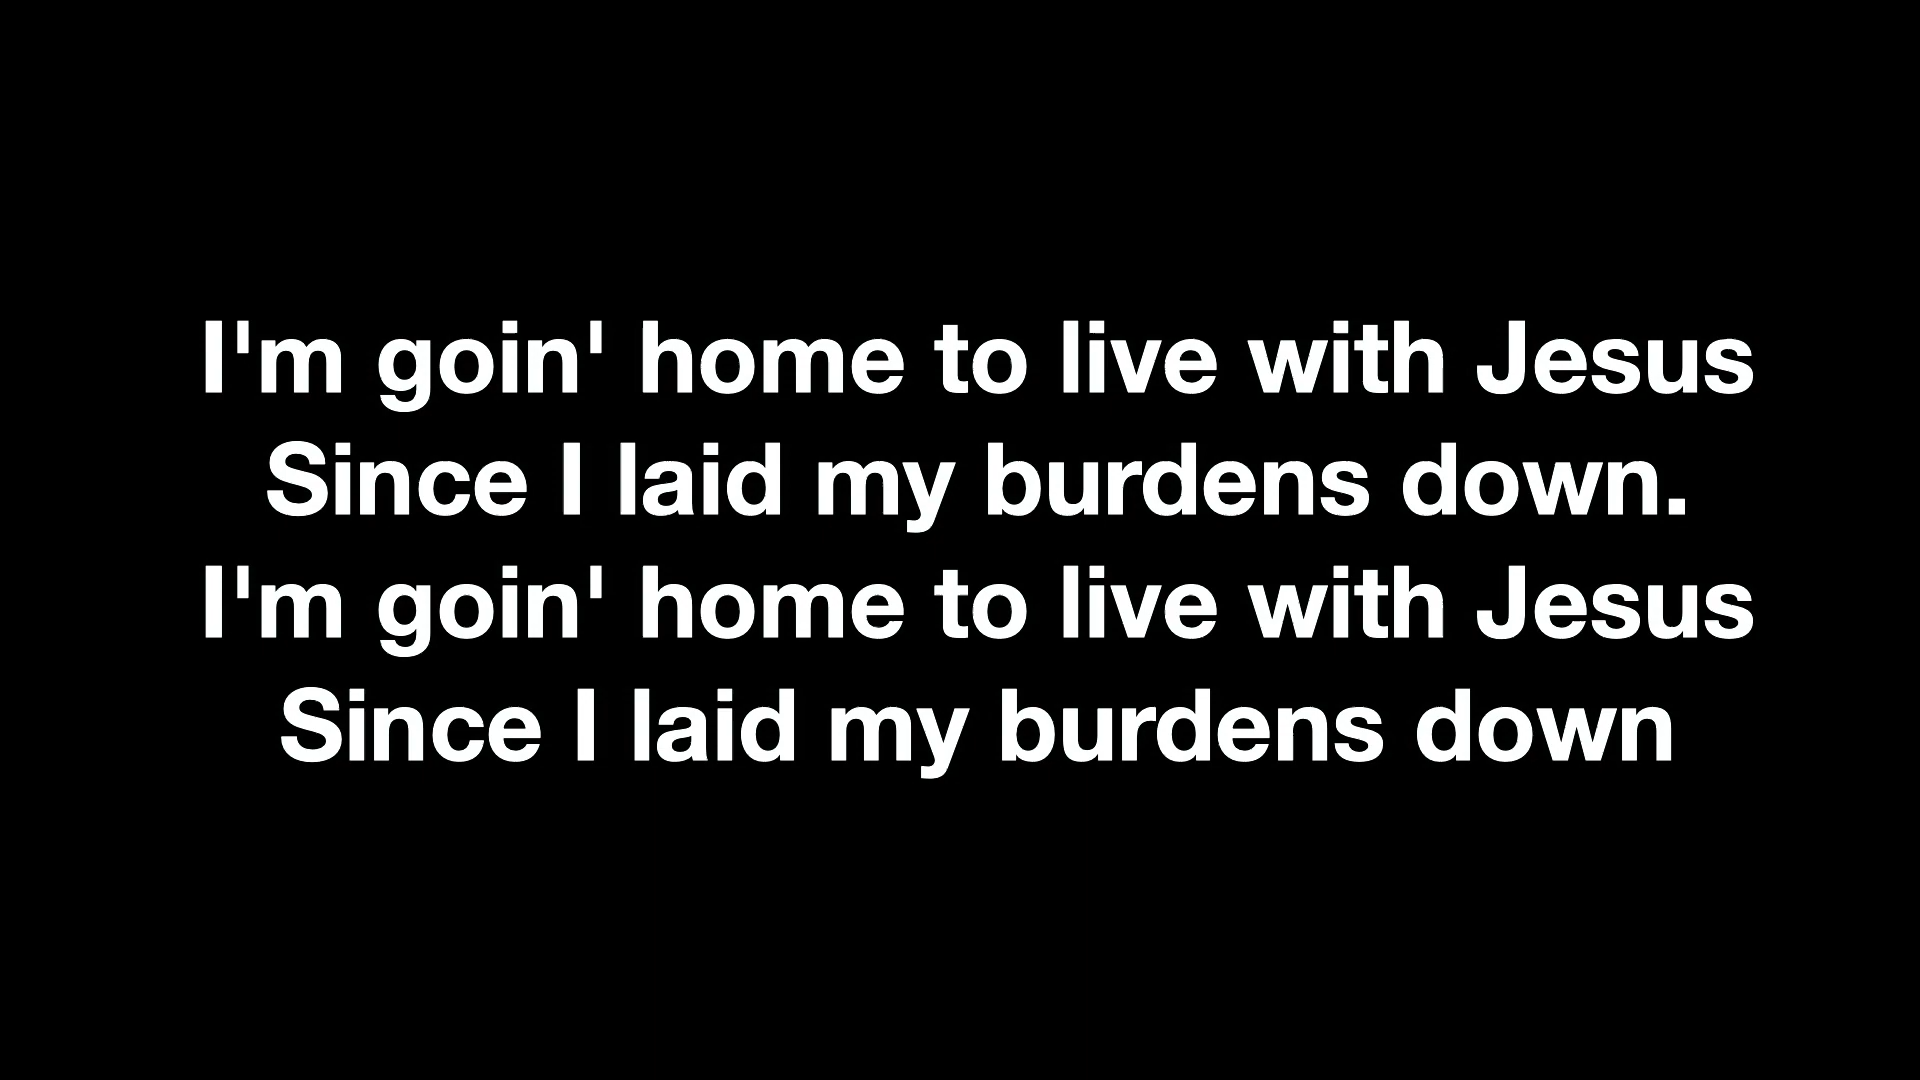 I'm goin' home to live with Jesus
Since I laid my burdens down.
I'm goin' home to live with Jesus
Since I laid my burdens down